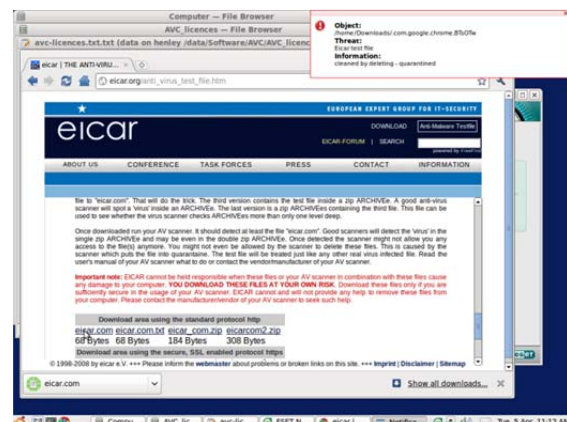 Computer — File Browser
AVC_licences — File Browser
avc-licences.txt.txt (data on henley /data/Software/AVC/AVC_licenc
Object:
/home/Downloads/.com.google.chrome.BTsOTw
Threat:
Eicar test file
Information:
cleaned by deleting - quarantined
eicar | THE ANTI-VIRU...
eicar.org/anti_virus_test_file.htm
EUROPEAN EXPERT GROUP FOR IT-SECURITY
eicar
DOWNLOAD Anti-Malware Testfile
EICAR-FORUM | SEARCH
ABOUT US CONFERENCE TASK FORCES PRESS CONTACT INFORMATION
file to "eicar.com". That will do the trick. The third version contains the test file inside a zip ARCHIVE. A good anti-virus
scanner will spot a 'virus' inside an ARCHIVEe. The last version is a zip ARCHIVEes containing the third file. This file can be
used to see whether the virus scanner checks ARCHIVEes more than only one level deep.
Once downloaded run your AV scanner. It should detect at least the file "eicar.com". Good scanners will detect the 'virus' in the
single zip ARCHIVEe and may be even in the double zip ARCHIVEe. Once detected the scanner might not allow you any
access to the file(s) anymore. You might not even be allowed by the scanner to delete these files. This is caused by the
scanner which puts the file into quarantaine. The test file will be treated just like any other real virus infected file. Read the
user's manual of your AV scanner what to do or contact the vendor/manufacturer of your AV scanner.
Important note: EICAR cannot be held responsible when these files or your AV scanner in combination with these files cause
any damage to your computer. YOU DOWNLOAD THESE FILES AT YOUR OWN RISK. Download these files only if you are
sufficiently secure in the usage of your AV scanner. EICAR cannot and will not provide any help to remove these files from
your computer. Please contact the manufacturer/vendor of your AV scanner to seek such help.
Download area using the standard protocol http
eicar.com eicar.com.txt eicar_com.zip eicarcom2.zip
68 Bytes 68 Bytes 184 Bytes 308 Bytes
Download area using the secure, SSL enabled protocol https
© 1998-2008 by eicar e.V. +++ Please inform the webmaster about problems or broken links on this site. +++ Imprint | Disclaimer | Sitemap
eicar.com
Show all downloads...
Tue 5 Apr, 11:12 AM